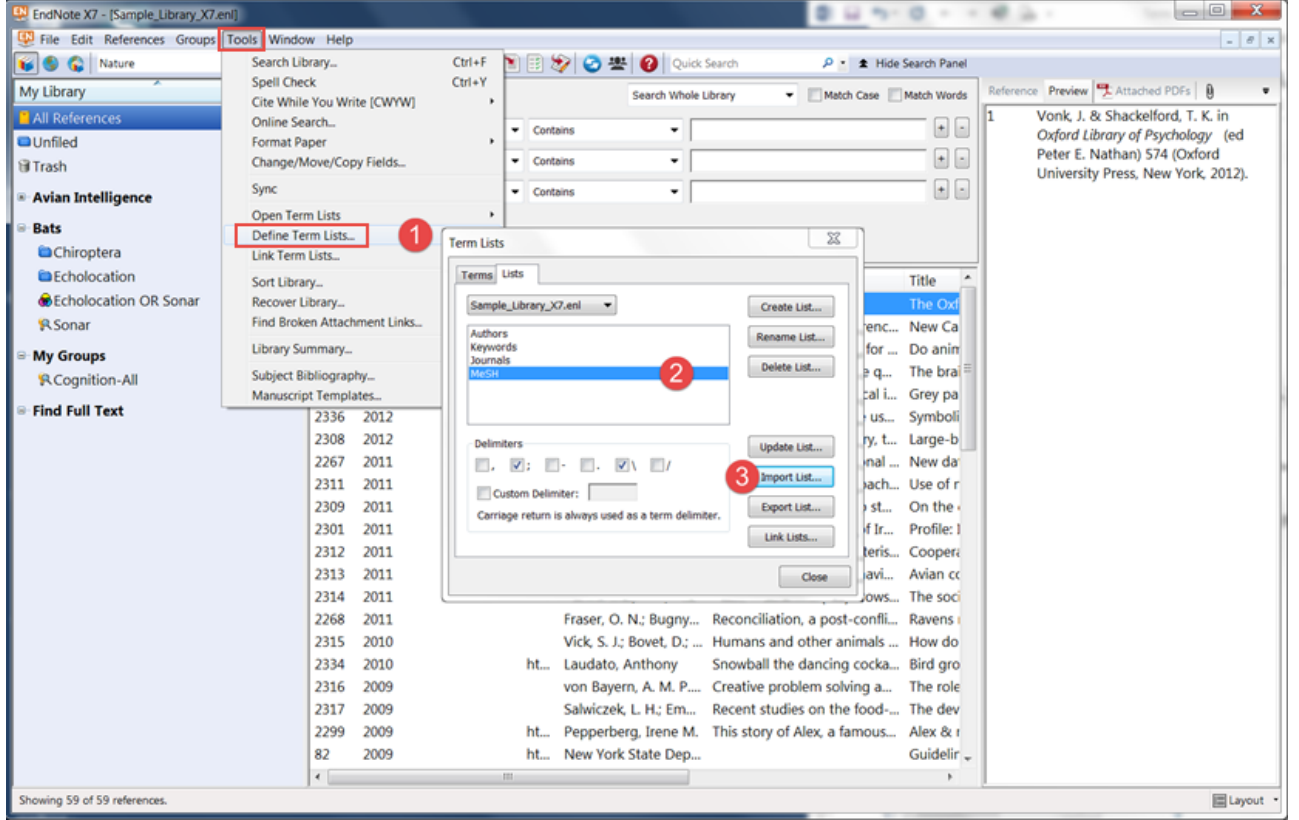 EndNote X7 - [Sample_Library_X7.enl]
File Edit References Groups Tools Window Help
Nature
Quick Search
Hide Search Panel
My Library
All References
Unfiled
Trash
Avian Intelligence
Bats
Chiroptera
Echolocation
Echolocation OR Sonar
Sonar
My Groups
Cognition-All
Find Full Text
Search Library... Ctrl+F
Spell Check Ctrl+Y
Cite While You Write [CWYW]
Online Search...
Format Paper
Change/Move/Copy Fields...
Sync
Open Term Lists
Define Term Lists...
Link Term Lists...
Sort Library...
Recover Library...
Find Broken Attachment Links...
Library Summary...
Subject Bibliography...
Manuscript Templates...
1
Search Whole Library Match Case Match Words
Contains
Contains
Contains
Term Lists
Terms Lists
Sample_Library_X7.enl
Authors
Keywords
Journals
MeSH
2
Create List...
Rename List...
Delete List...
Update List...
3
Import List...
Export List...
Link Lists...
Delimiters
, ; - . \ /
Custom Delimiter:
Carriage return is always used as a term delimiter.
Close
Title
The Oxf
renc... New Ca
for ... Do anim
e q... The brai
cal i... Grey pa
2336 2012 us... Symboli
2308 2012 ry, t... Large-b
2267 2011 onal ... New da
2311 2011 oach... Use of r
2309 2011 st... On the
2301 2011 of Ir... Profile: I
2312 2011 teris... Coopera
2313 2011 navi... Avian co
2314 2011 ows... The soci
2268 2011 Fraser, O. N.; Bugny... Reconciliation, a post-confli... Ravens
2315 2010 Vick, S. J.; Bovet, D.; ... Humans and other animals ... How do
2334 2010 ht... Laudato, Anthony Snowball the dancing cocka... Bird gro
2316 2009 von Bayern, A. M. P.... Creative problem solving a... The role
2317 2009 Salwiczek, L. H.; Em... Recent studies on the food-... The dev
2299 2009 ht... Pepperberg, Irene M. This story of Alex, a famous... Alex & r
82 2009 ht... New York State Dep... Guidelir
Reference Preview Attached PDFs
1 Vonk, J. & Shackelford, T. K. in
Oxford Library of Psychology (ed
Peter E. Nathan) 574 (Oxford
University Press, New York, 2012).
Showing 59 of 59 references.
Layout